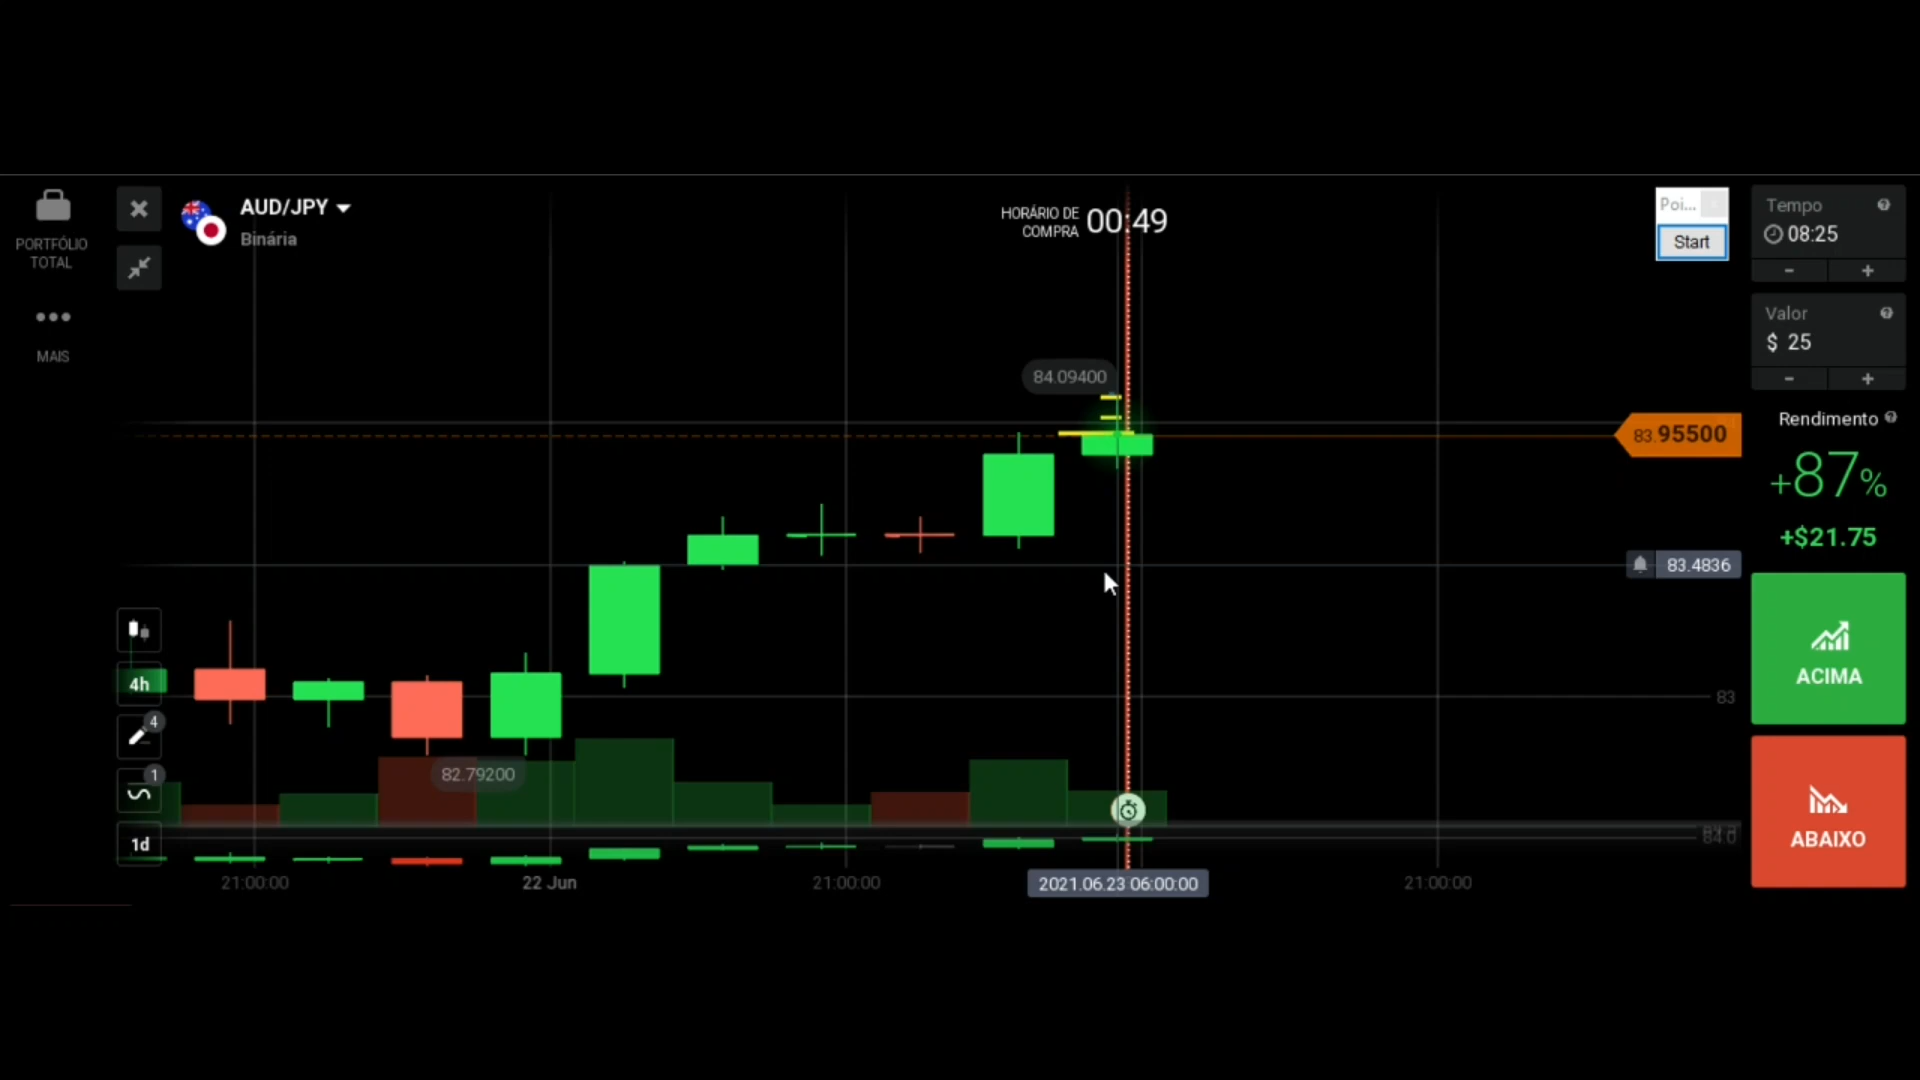 PORTFÓLIO
TOTAL
MAIS
AUD/JPY
Binária
HORÁRIO DE
COMPRA
00:49
Poi...
Start
Tempo
08:25
- +
Valor
$ 25
- +
Rendimento
+87%
+$21.75
ACIMA
ABAIXO
84.09400
83.95500
83.4836
83
82.79200
84.0
4h
4
1
1d
21:00:00
22 Jun
21:00:00
2021.06.23 06:00:00
21:00:00